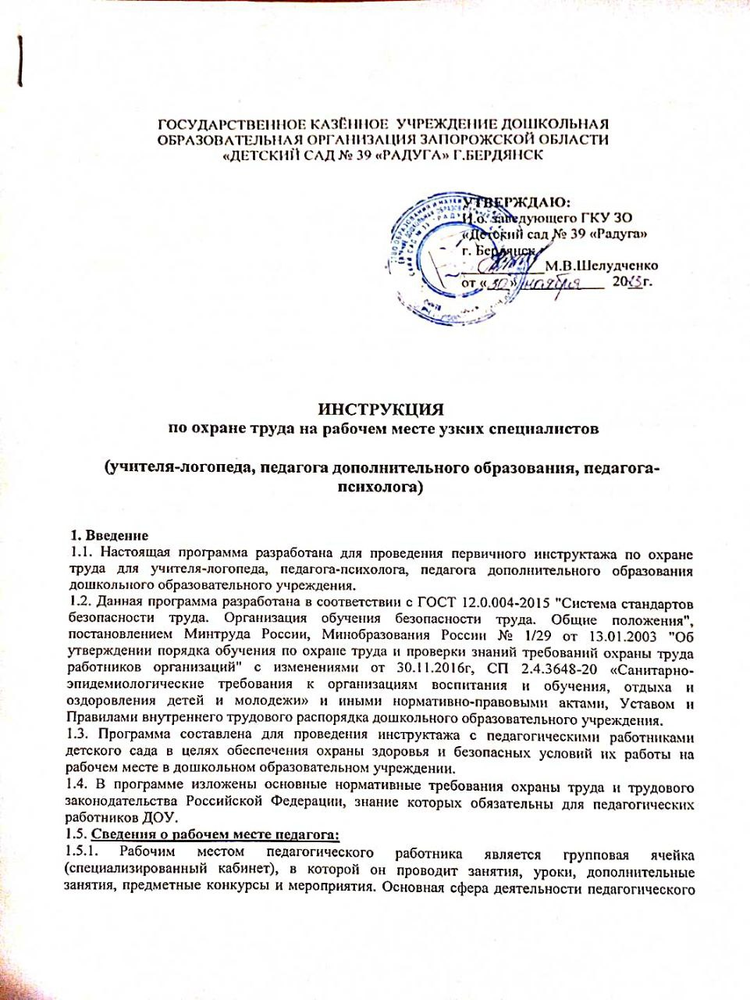 ГОСУДАРСТВЕННОЕ КАЗЁННОЕ УЧРЕЖДЕНИЕ ДОШКОЛЬНАЯ
ОБРАЗОВАТЕЛЬНАЯ ОРГАНИЗАЦИЯ ЗАПОРОЖСКОЙ ОБЛАСТИ
«ДЕТСКИЙ САД № 39 «РАДУГА» Г.БЕРДЯНСК
УТВЕРЖДАЮ:
И.о. заведующего ГКУ ЗО
«Детский сад № 39 «Радуга»
г. Бердянск
М.В.Шелудченко
от «30» ноября 2023г.
ИНСТРУКЦИЯ
по охране труда на рабочем месте узких специалистов
(учителя-логопеда, педагога дополнительного образования, педагога-
психолога)
1. Введение
1.1. Настоящая программа разработана для проведения первичного инструктажа по охране
труда для учителя-логопеда, педагога-психолога, педагога дополнительного образования
дошкольного образовательного учреждения.
1.2. Данная программа разработана в соответствии с ГОСТ 12.0.004-2015 "Система стандартов
безопасности труда. Организация обучения безопасности труда. Общие положения",
постановлением Минтруда России, Минобразования России № 1/29 от 13.01.2003 "Об
утверждении порядка обучения по охране труда и проверки знаний требований охраны труда
работников организаций" с изменениями от 30.11.2016г, СП 2.4.3648-20 «Санитарно-
эпидемиологические требования к организациям воспитания и обучения, отдыха и
оздоровления детей и молодежи» и иными нормативно-правовыми актами, Уставом и
Правилами внутреннего трудового распорядка дошкольного образовательного учреждения.
1.3. Программа составлена для проведения инструктажа с педагогическими работниками
детского сада в целях обеспечения охраны здоровья и безопасных условий их работы на
рабочем месте в дошкольном образовательном учреждении.
1.4. В программе изложены основные нормативные требования охраны труда и трудового
законодательства Российской Федерации, знание которых обязательны для педагогических
работников ДОУ.
1.5. Сведения о рабочем месте педагога:
1.5.1. Рабочим местом педагогического работника является групповая ячейка
(специализированный кабинет), в которой он проводит занятия, уроки, дополнительные
занятия, предметные конкурсы и мероприятия. Основная сфера деятельности педагогического